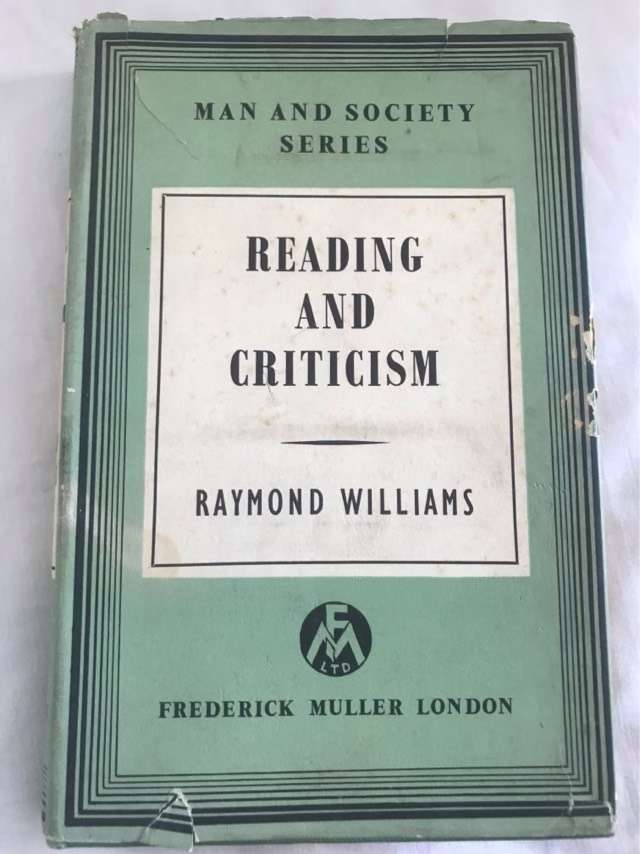 MAN AND SOCIETY
SERIES
READING
AND
CRITICISM
RAYMOND WILLIAMS
FM
LTD
FREDERICK MULLER LONDON